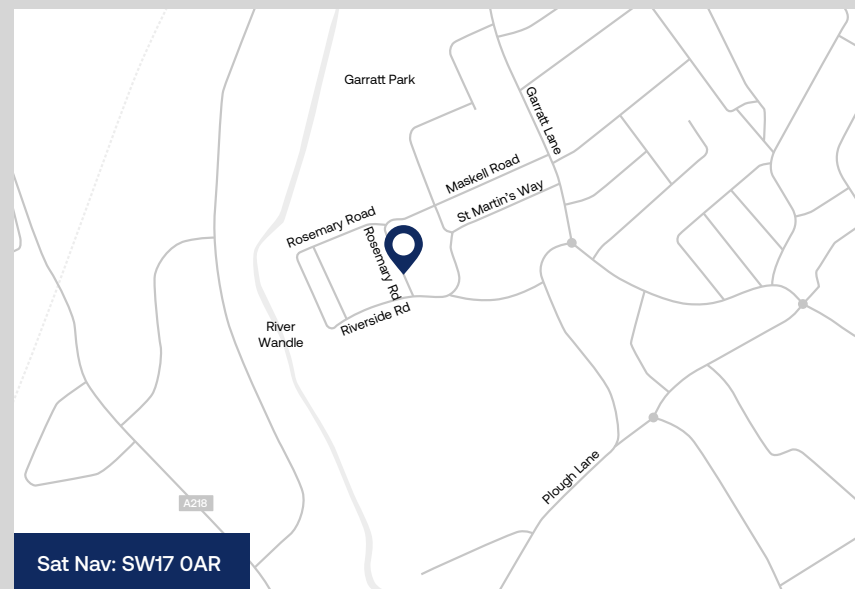 Garratt Park
Garratt Lane
Maskell Road
St Martin's Way
Rosemary Road
Rosemary Rd
Riverside Rd
River
Wandle
Plough Lane
A218
Sat Nav: SW17 0AR